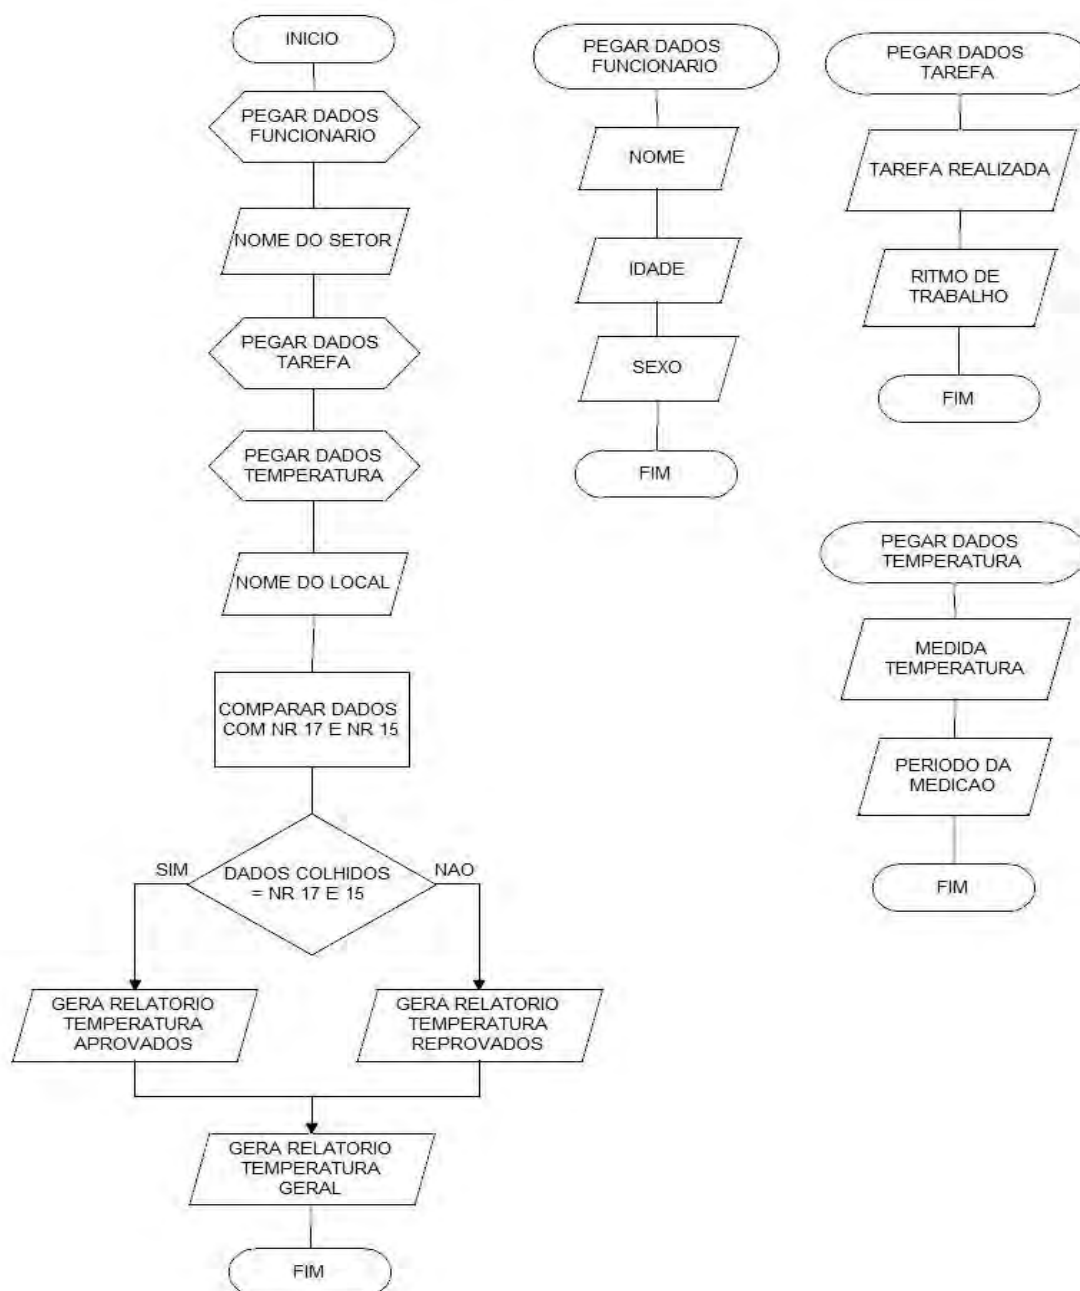 INICIO
PEGAR DADOS
FUNCIONARIO
NOME DO SETOR
PEGAR DADOS
TAREFA
PEGAR DADOS
TEMPERATURA
NOME DO LOCAL
COMPARAR DADOS
COM NR 17 E NR 15
SIM
DADOS COLHIDOS
= NR 17 E 15
NAO
GERA RELATORIO
TEMPERATURA
APROVADOS
GERA RELATORIO
TEMPERATURA
REPROVADOS
GERA RELATORIO
TEMPERATURA
GERAL
FIM
PEGAR DADOS
FUNCIONARIO
NOME
IDADE
SEXO
FIM
PEGAR DADOS
TAREFA
TAREFA REALIZADA
RITMO DE
TRABALHO
FIM
PEGAR DADOS
TEMPERATURA
MEDIDA
TEMPERATURA
PERIODO DA
MEDICAO
FIM